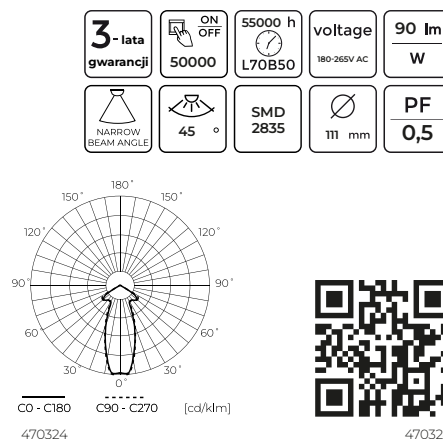 3-lata
gwarancji
ON
OFF
50000
55000 h
L70B50
voltage
180-265V AC
90 lm
W
NARROW
BEAM ANGLE
45 °
SMD
2835
111 mm
PF
0,5
180°
150° 150°
120° 120°
90° 90°
60 60
30 30°
0°
C0 - C180 C90 - C270 [cd/klm]
470324 47032